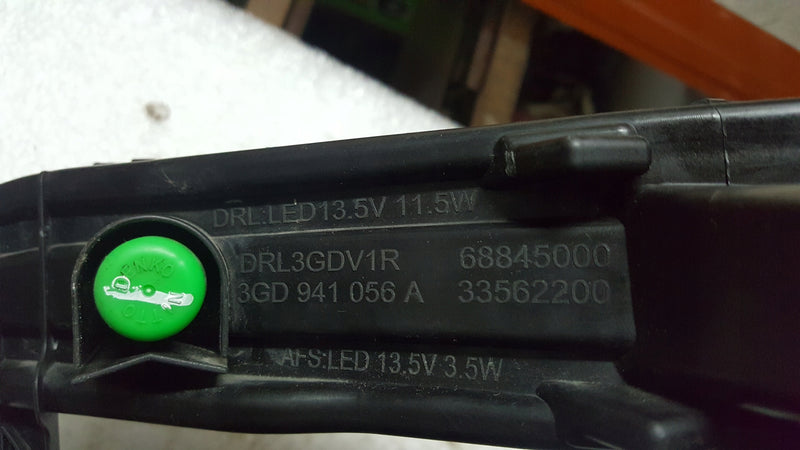 DRL:LED13.5V 11.5W
DRL3GDV1R 68845000
3GD 941 056 A 33562200
AFS:LED 13.5V 3.5W